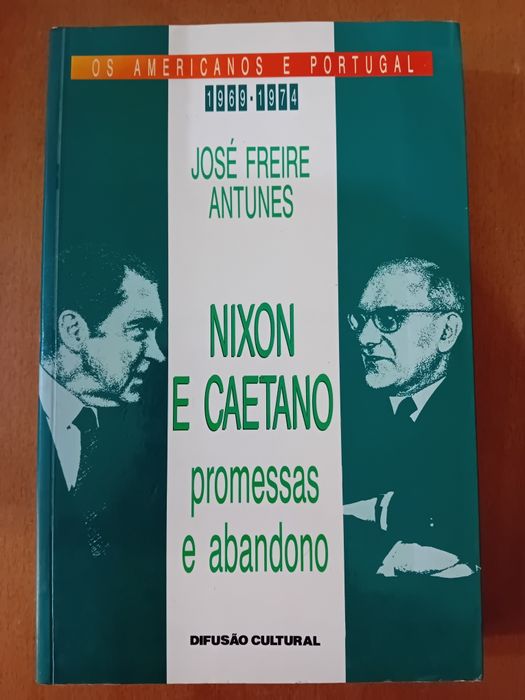 OS AMERICANOS E PORTUGAL
1969-1974
JOSÉ FREIRE
ANTUNES
NIXON
E CAETANO
promessas
e abandono
DIFUSÃO CULTURAL